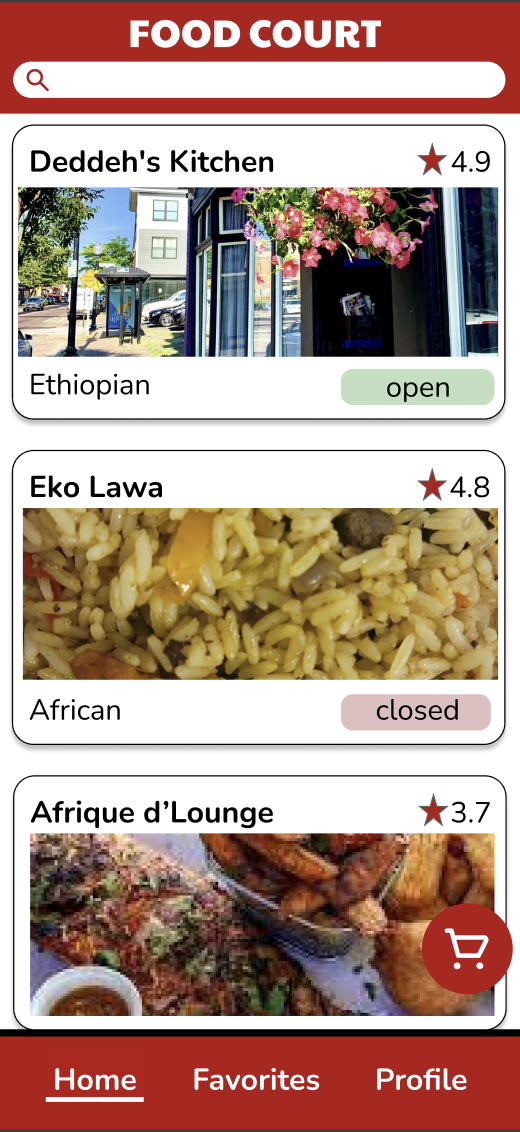 FOOD COURT
Deddeh's Kitchen 4.9
Ethiopian open
Eko Lawa 4.8
African closed
Afrique d’Lounge 3.7
Home Favorites Profile